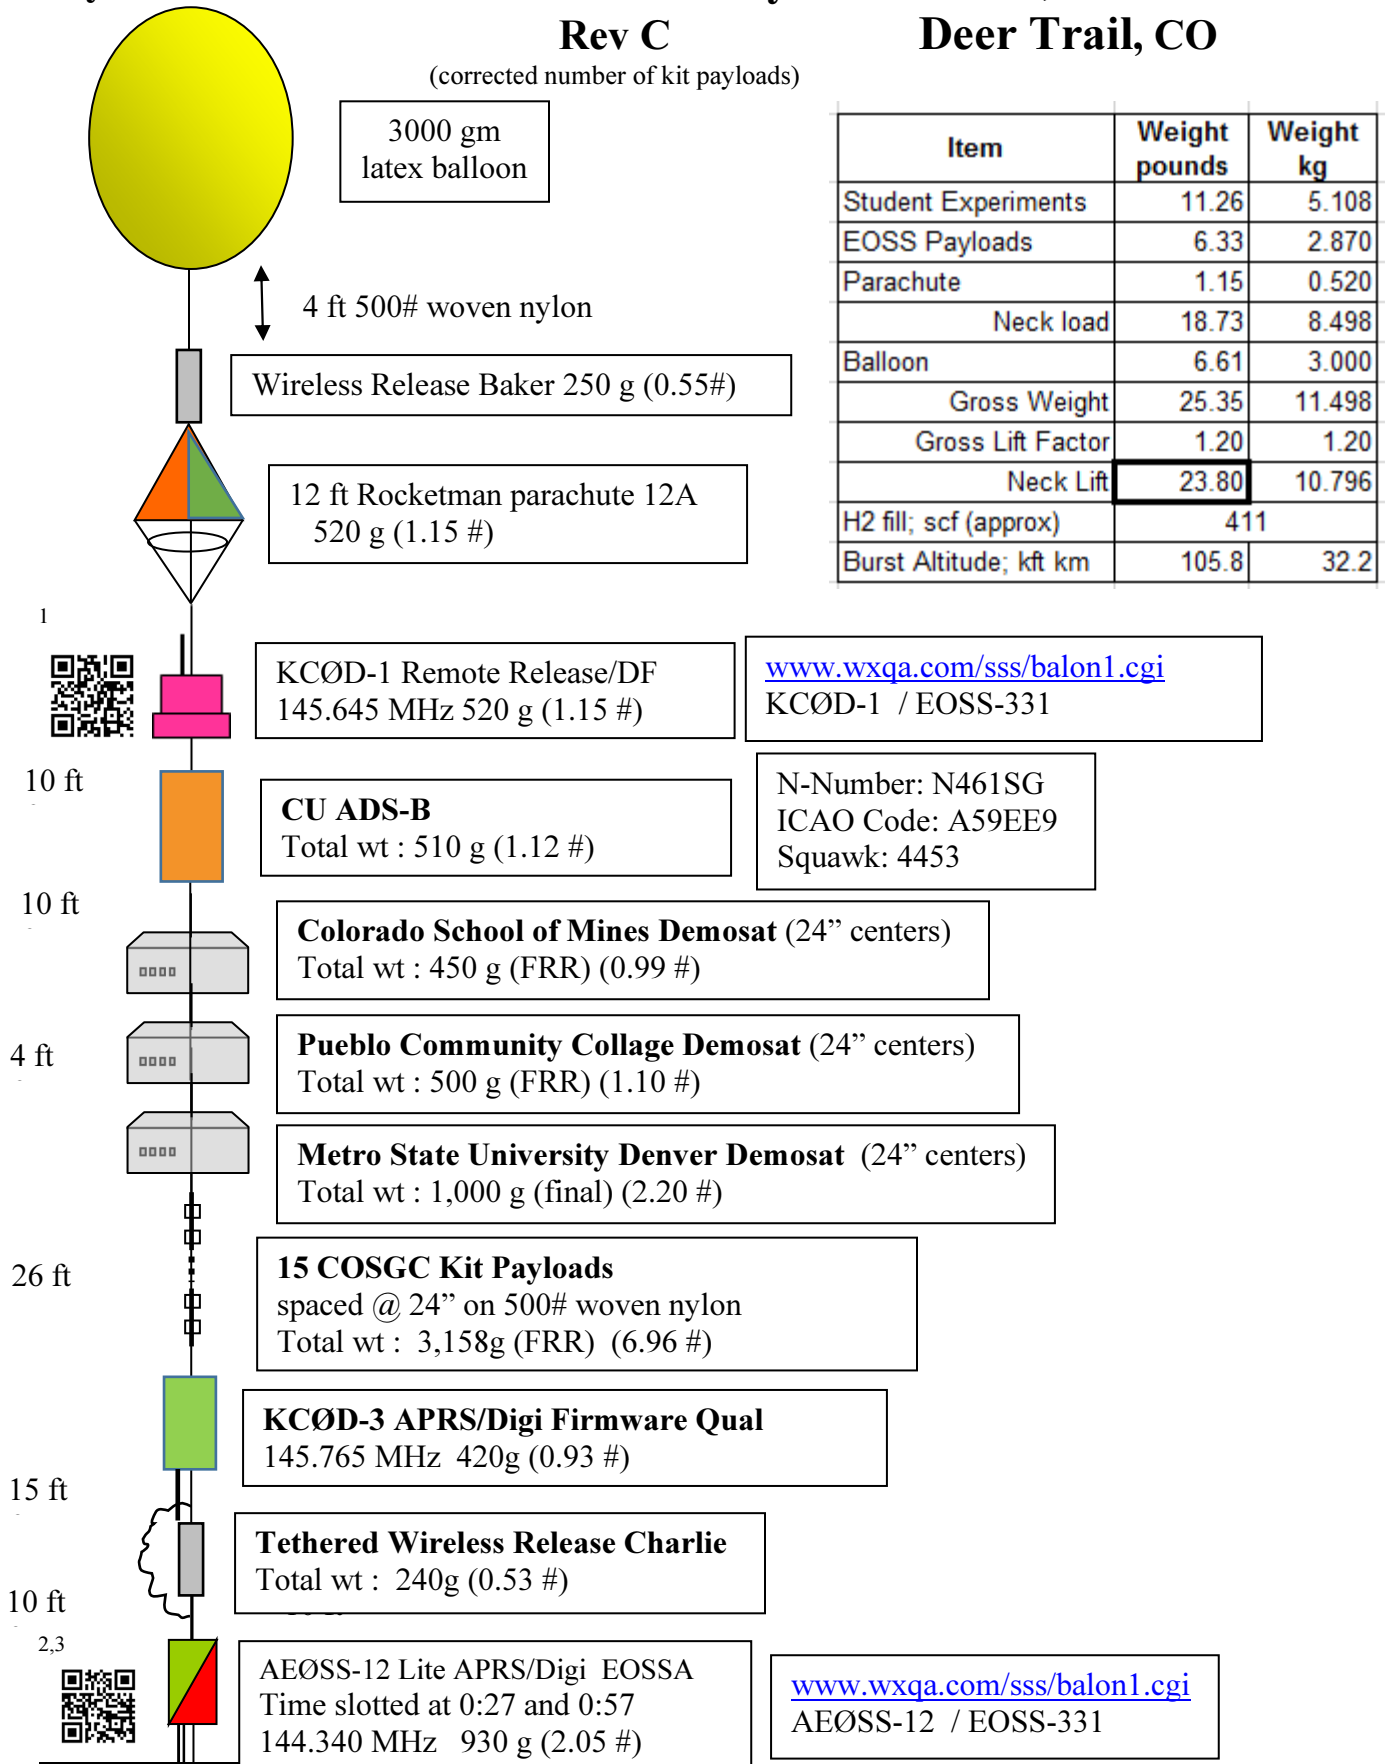 Rev C
(corrected number of kit payloads)
Deer Trail, CO
3000 gm
latex balloon
4 ft 500# woven nylon
Wireless Release Baker 250 g (0.55#)
12 ft Rocketman parachute 12A
520 g (1.15 #)
Item Weight pounds Weight kg
Student Experiments 11.26 5.108
EOSS Payloads 6.33 2.870
Parachute 1.15 0.520
Neck load 18.73 8.498
Balloon 6.61 3.000
Gross Weight 25.35 11.498
Gross Lift Factor 1.20 1.20
Neck Lift 23.80 10.796
H2 fill; scf (approx) 411
Burst Altitude; kft km 105.8 32.2
1
KCØD-1 Remote Release/DF
145.645 MHz 520 g (1.15 #)
www.wxqa.com/sss/balon1.cgi
KCØD-1 / EOSS-331
10 ft
CU ADS-B
Total wt : 510 g (1.12 #)
N-Number: N461SG
ICAO Code: A59EE9
Squawk: 4453
10 ft
Colorado School of Mines Demosat (24” centers)
Total wt : 450 g (FRR) (0.99 #)
4 ft
Pueblo Community Collage Demosat (24” centers)
Total wt : 500 g (FRR) (1.10 #)
Metro State University Denver Demosat (24” centers)
Total wt : 1,000 g (final) (2.20 #)
26 ft
15 COSGC Kit Payloads
spaced @ 24” on 500# woven nylon
Total wt : 3,158g (FRR) (6.96 #)
KCØD-3 APRS/Digi Firmware Qual
145.765 MHz 420g (0.93 #)
15 ft
Tethered Wireless Release Charlie
Total wt : 240g (0.53 #)
10 ft
2,3
AEØSS-12 Lite APRS/Digi EOSSA
Time slotted at 0:27 and 0:57
144.340 MHz 930 g (2.05 #)
www.wxqa.com/sss/balon1.cgi
AEØSS-12 / EOSS-331